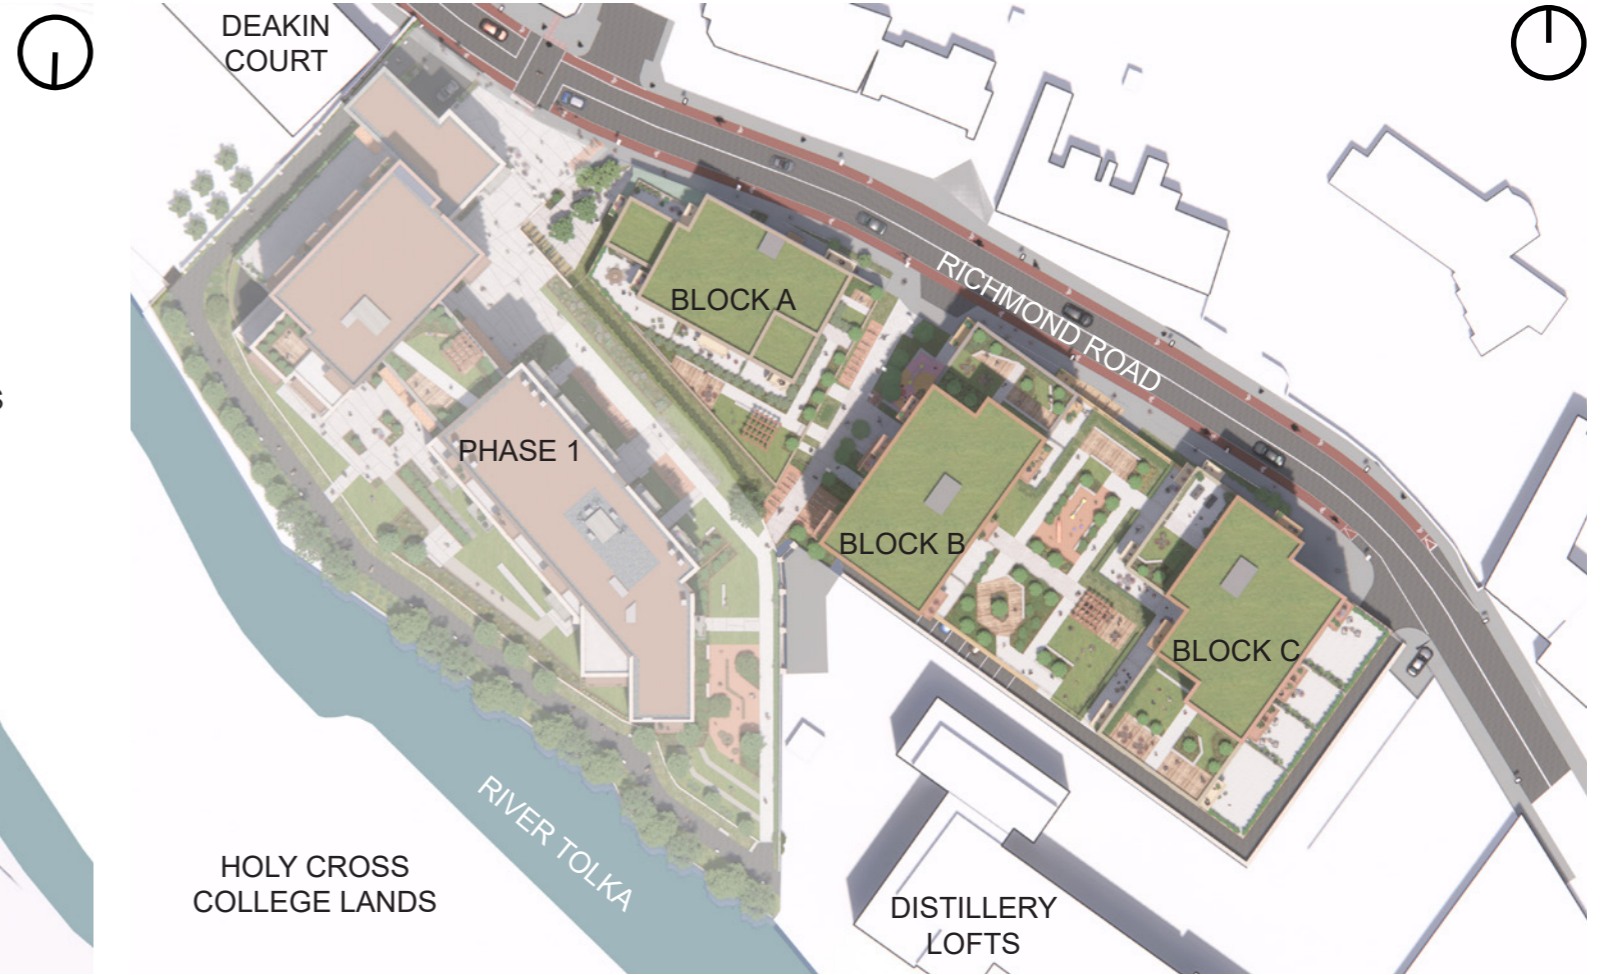 DEAKIN
COURT
RICHMOND ROAD
BLOCK A
PHASE 1
BLOCK B
BLOCK C
RIVER TOLKA
HOLY CROSS
COLLEGE LANDS
DISTILLERY
LOFTS